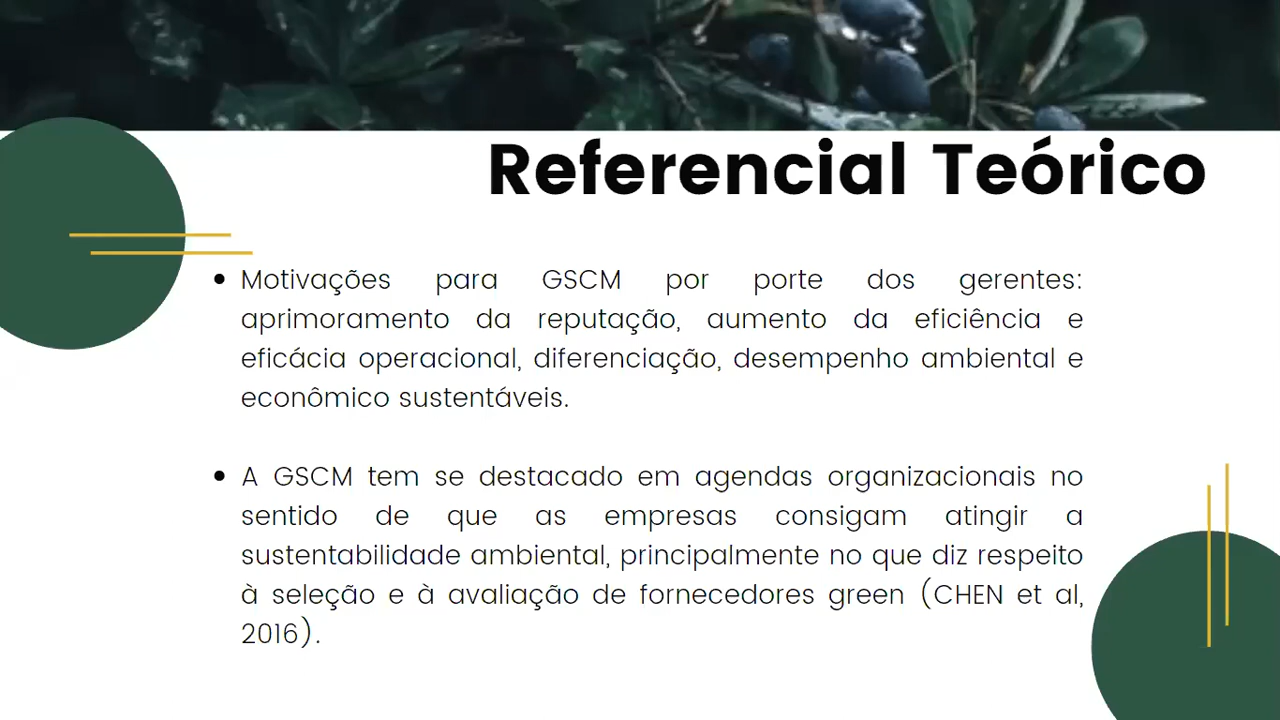 Referencial Teórico
• Motivações para GSCM por porte dos gerentes:
aprimoramento da reputação, aumento da eficiência e
eficácia operacional, diferenciação, desempenho ambiental e
econômico sustentáveis.
• A GSCM tem se destacado em agendas organizacionais no
sentido de que as empresas consigam atingir a
sustentabilidade ambiental, principalmente no que diz respeito
à seleção e à avaliação de fornecedores green (CHEN et al,
2016).